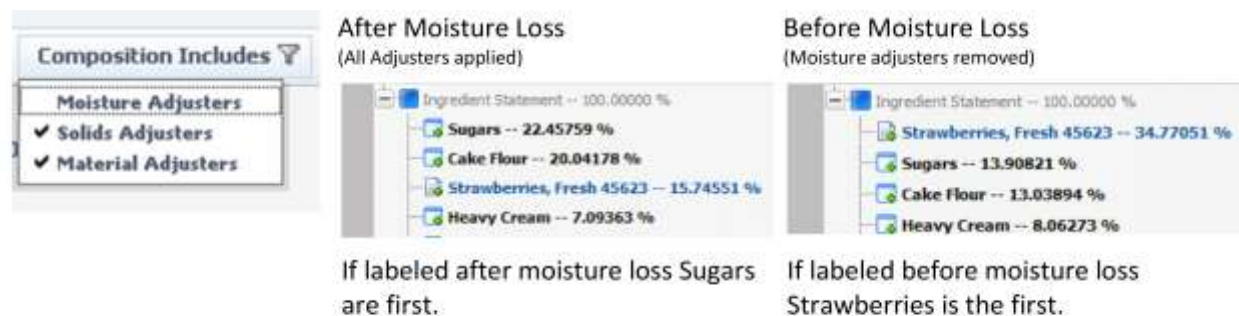 Composition Includes
Moisture Adjusters
✔ Solids Adjusters
✔ Material Adjusters
After Moisture Loss
(All Adjusters applied)
Ingredient Statement -- 100.00000 %
Sugars -- 22.45759 %
Cake Flour -- 20.04178 %
Strawberries, Fresh 45623 -- 15.74551 %
Heavy Cream -- 7.09363 %
If labeled after moisture loss Sugars
are first.
Before Moisture Loss
(Moisture adjusters removed)
Ingredient Statement -- 100.00000 %
Strawberries, Fresh 45623 -- 34.77051 %
Sugars -- 13.90821 %
Cake Flour -- 13.03894 %
Heavy Cream -- 8.06273 %
If labeled before moisture loss
Strawberries is the first.